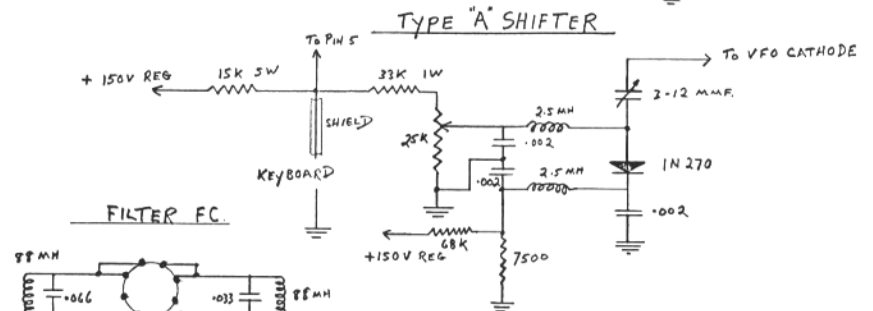 TYPE "A" SHIFTER
TO PIN 5
TO VFO CATHODE
+ 150V REG
15K 5W
33K 1W
3-12 MMF.
SHIELD
25K
2.5 MH
.002
1N 270
KEYBOARD
.002
2.5 MH
.002
FILTER FC.
+150V REG
68K
7500
88 MH
.066
.033
88 MH